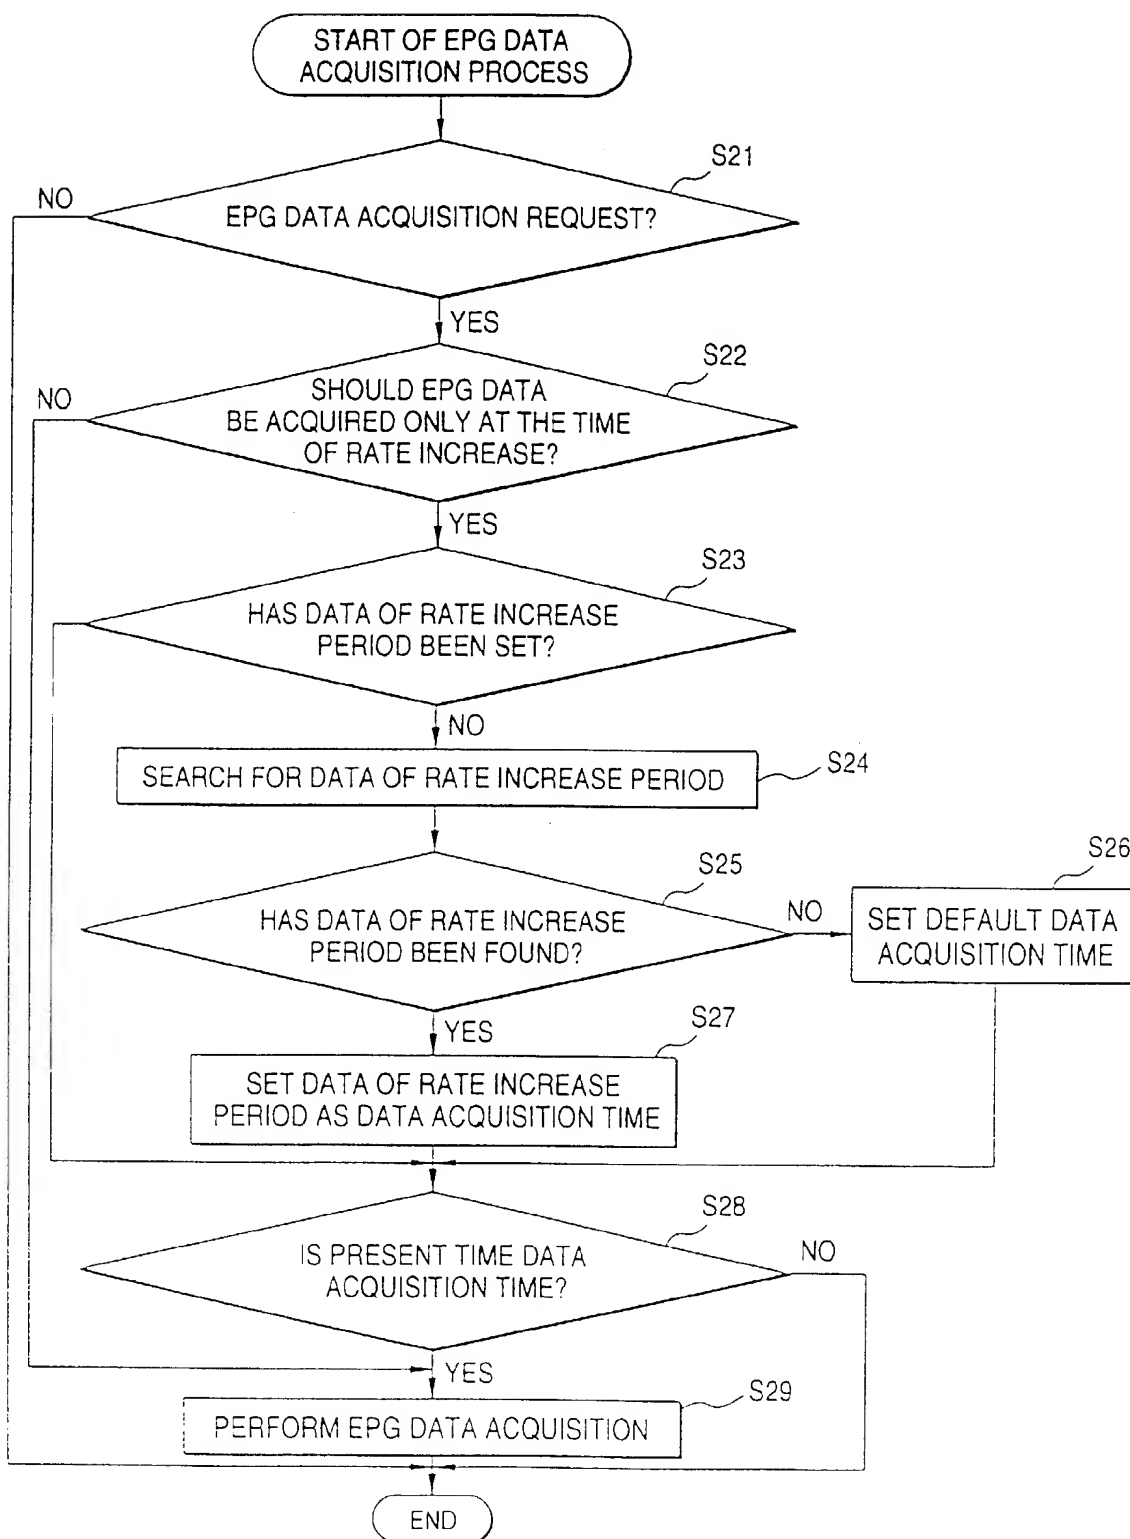 START OF EPG DATA
ACQUISITION PROCESS
S21
NO
EPG DATA ACQUISITION REQUEST?
YES
S22
NO
SHOULD EPG DATA
BE ACQUIRED ONLY AT THE TIME
OF RATE INCREASE?
YES
S23
HAS DATA OF RATE INCREASE
PERIOD BEEN SET?
NO
S24
SEARCH FOR DATA OF RATE INCREASE PERIOD
S25
S26
HAS DATA OF RATE INCREASE
PERIOD BEEN FOUND?
NO
SET DEFAULT DATA
ACQUISITION TIME
YES
S27
SET DATA OF RATE INCREASE
PERIOD AS DATA ACQUISITION TIME
S28
IS PRESENT TIME DATA
ACQUISITION TIME?
NO
YES
S29
PERFORM EPG DATA ACQUISITION
END